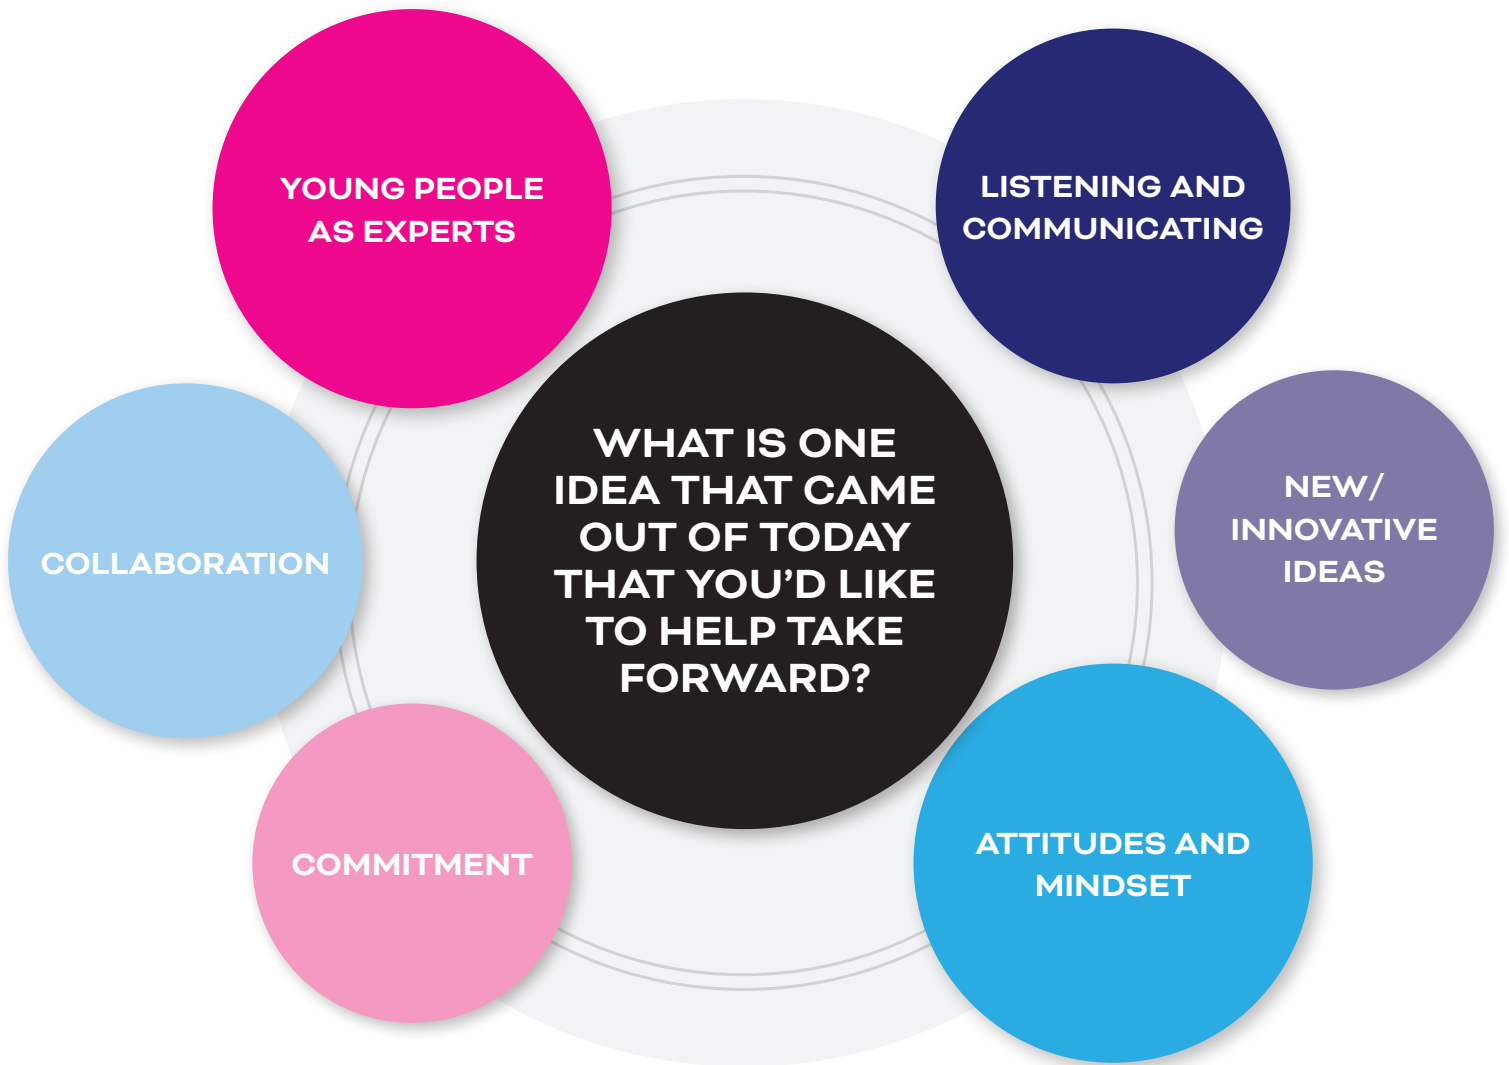 YOUNG PEOPLE
AS EXPERTS
LISTENING AND
COMMUNICATING
WHAT IS ONE
IDEA THAT CAME
OUT OF TODAY
THAT YOU’D LIKE
TO HELP TAKE
FORWARD?
NEW/
INNOVATIVE
IDEAS
COLLABORATION
COMMITMENT
ATTITUDES AND
MINDSET